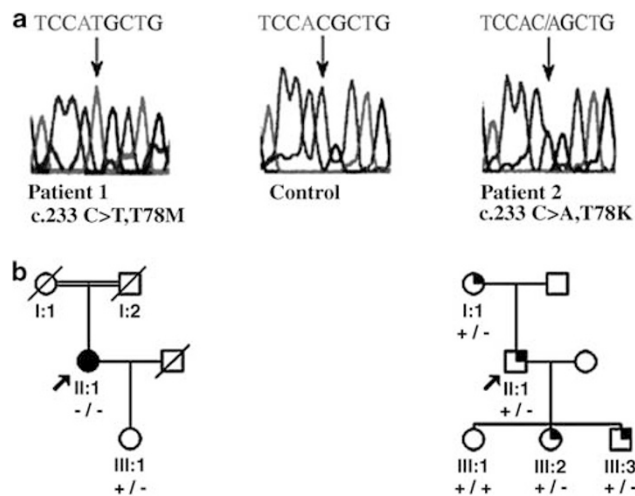 a
TCCATGCTG TCCACGCTG TCCAC/AGCTG
Patient 1 Control Patient 2
c.233 C>T,T78M c.233 C>A,T78K
b
I:1 I:2 I:1
+ / -
II:1 II:1
- / - + / -
III:1 III:1 III:2 III:3
+ / - + / + + / - + / -